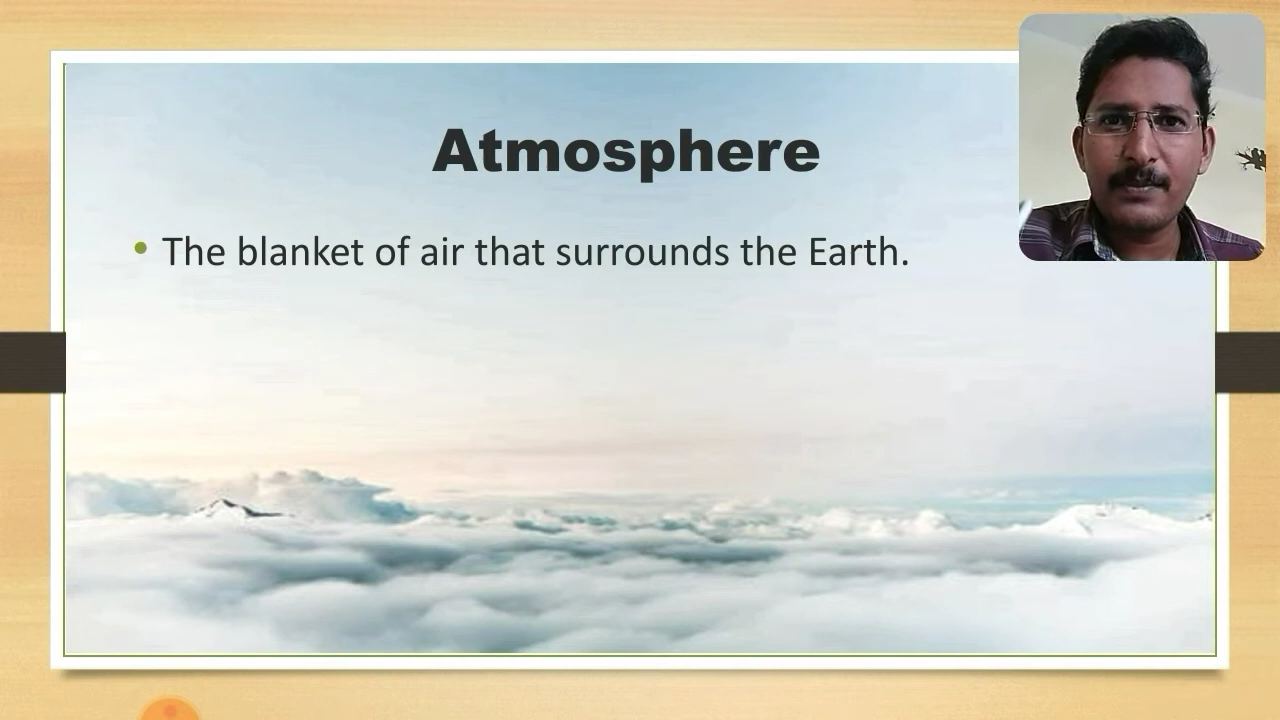 Atmosphere
• The blanket of air that surrounds the Earth.